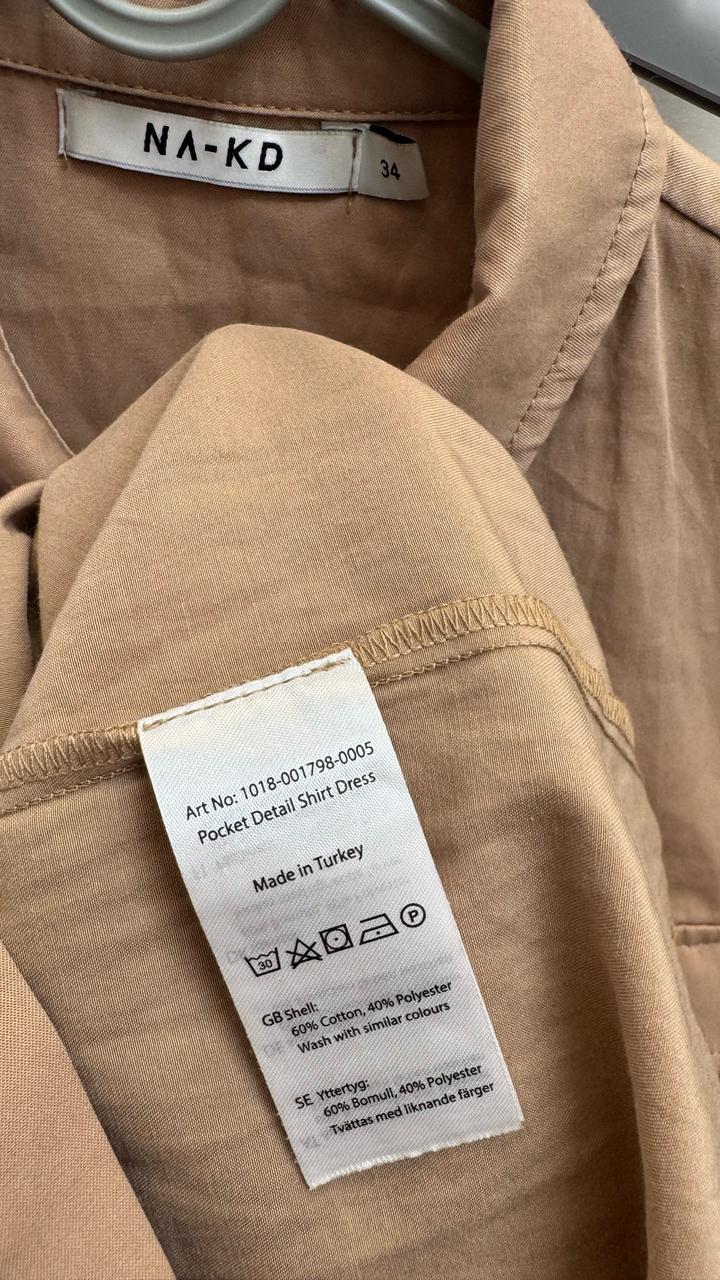 NA-KD
34
Art No: 1018-001798-0005
Pocket Detail Shirt Dress
Made in Turkey
30
P
GB Shell:
60% Cotton, 40% Polyester
Wash with similar colours
SE Yttertyg:
60% Bomull, 40% Polyester
Tvättas med liknande färger